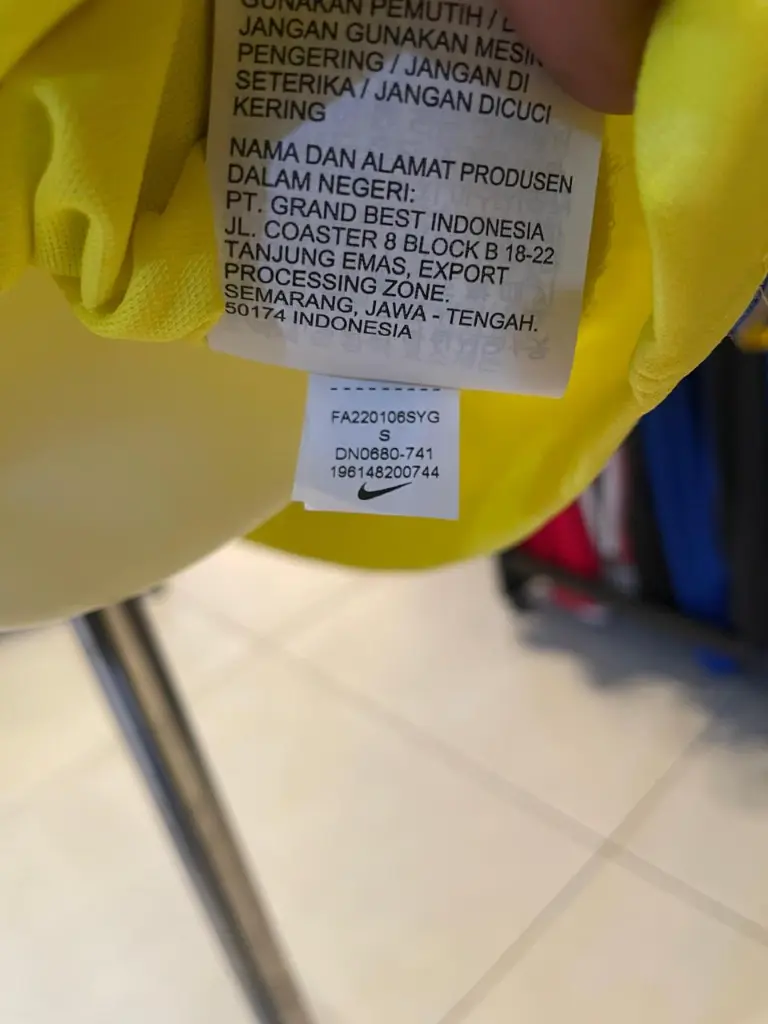 GUNAKAN PEMUTIH /
JANGAN GUNAKAN MESIN
PENGERING / JANGAN DI
SETERIKA / JANGAN DICUCI
KERING
NAMA DAN ALAMAT PRODUSEN
DALAM NEGERI:
PT. GRAND BEST INDONESIA
JL. COASTER 8 BLOCK B 18-22
TANJUNG EMAS, EXPORT
PROCESSING ZONE.
SEMARANG, JAWA - TENGAH.
50174 INDONESIA
FA220106SYG
S
DN0680-741
196148200744